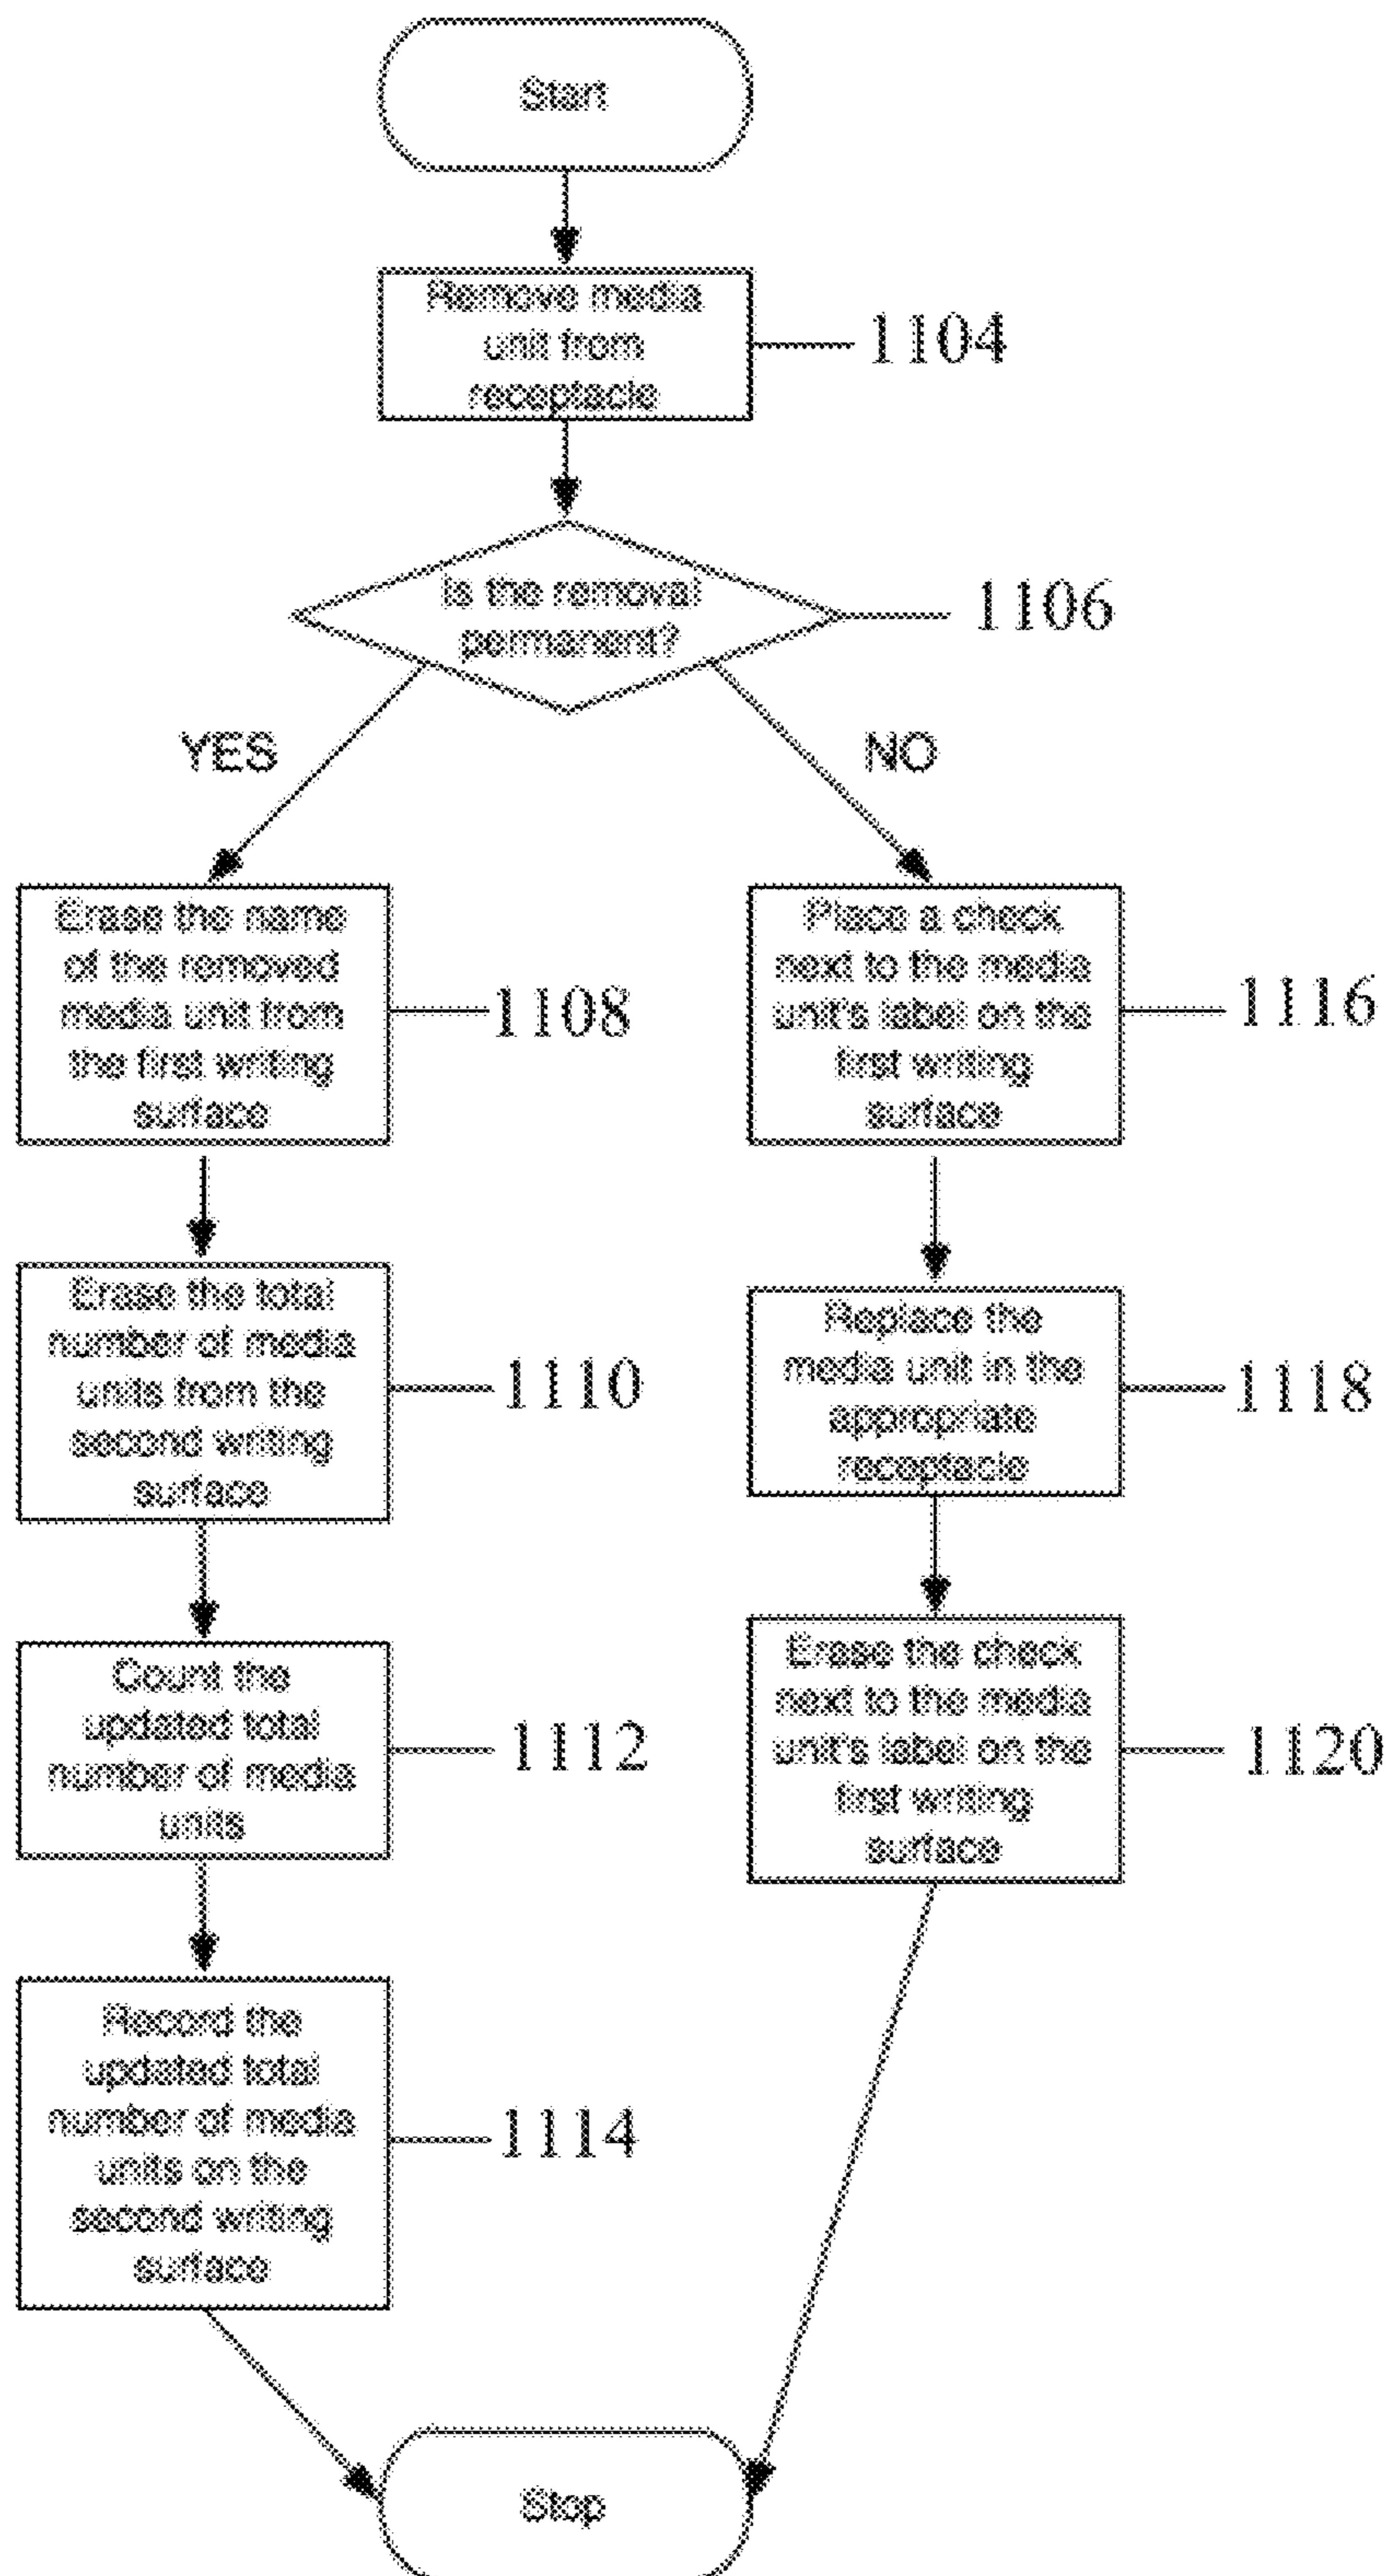 Start
Remove media
unit from
receptacle
1104
Is the removal
permanent?
1106
YES
NO
Erase the name
of the removed
media unit from
the first writing
surface
1108
Place a check
next to the media
unit's label on the
first writing
surface
1116
Erase the total
number of media
units from the
second writing
surface
1110
Replace the
media unit in the
appropriate
receptacle
1118
Count the
updated total
number of media
units
1112
Erase the check
next to the media
unit's label on the
first writing
surface
1120
Record the
updated total
number of media
units on the
second writing
surface
1114
Stop